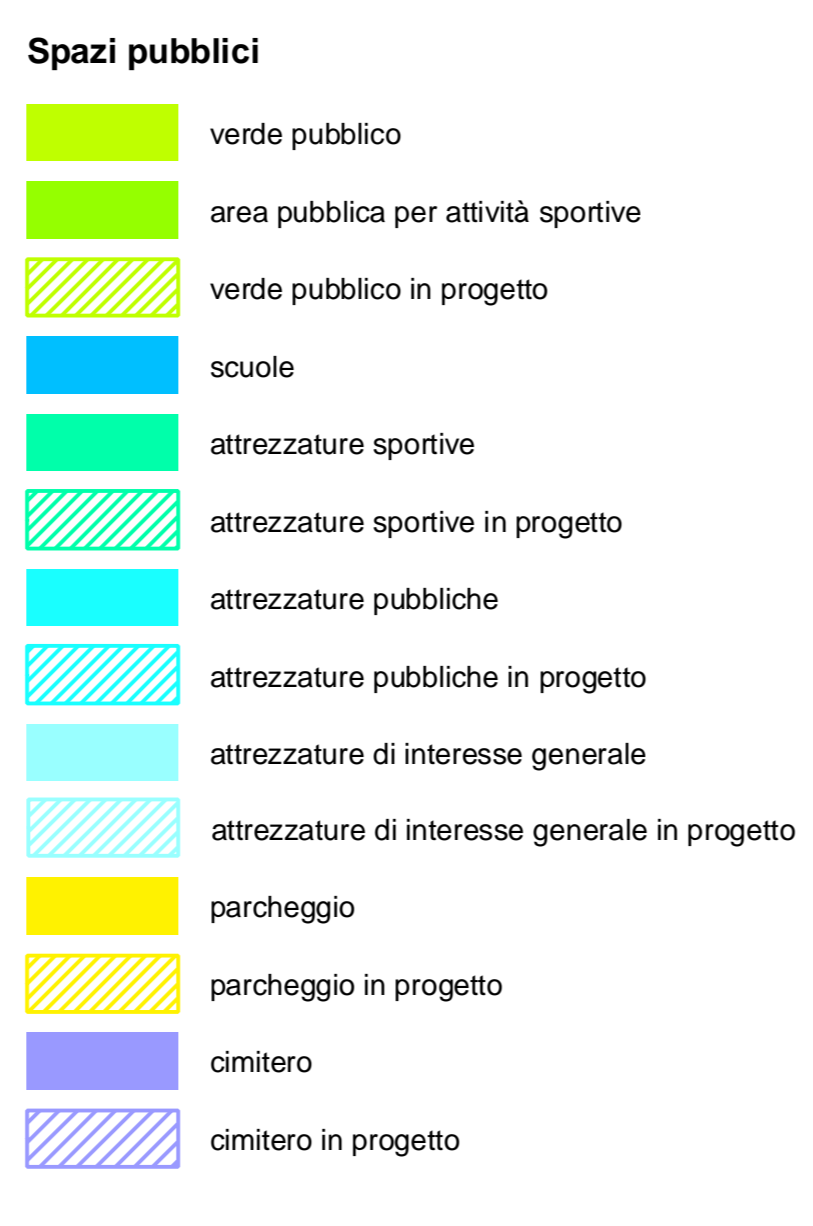 Spazi pubblici
verde pubblico
area pubblica per attività sportive
verde pubblico in progetto
scuole
attrezzature sportive
attrezzature sportive in progetto
attrezzature pubbliche
attrezzature pubbliche in progetto
attrezzature di interesse generale
attrezzature di interesse generale in progetto
parcheggio
parcheggio in progetto
cimitero
cimitero in progetto